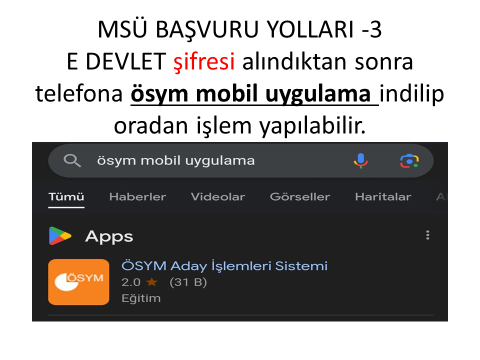 MSÜ BAŞVURU YOLLARI -3
E DEVLET şifresi alındıktan sonra
telefona ösym mobil uygulama indilip
oradan işlem yapılabilir.
ösym mobil uygulama
Tümü Haberler Videolar Görseller Haritalar
Apps
ÖSYM
ÖSYM Aday İşlemleri Sistemi
2.0 ★ (31 B)
Eğitim